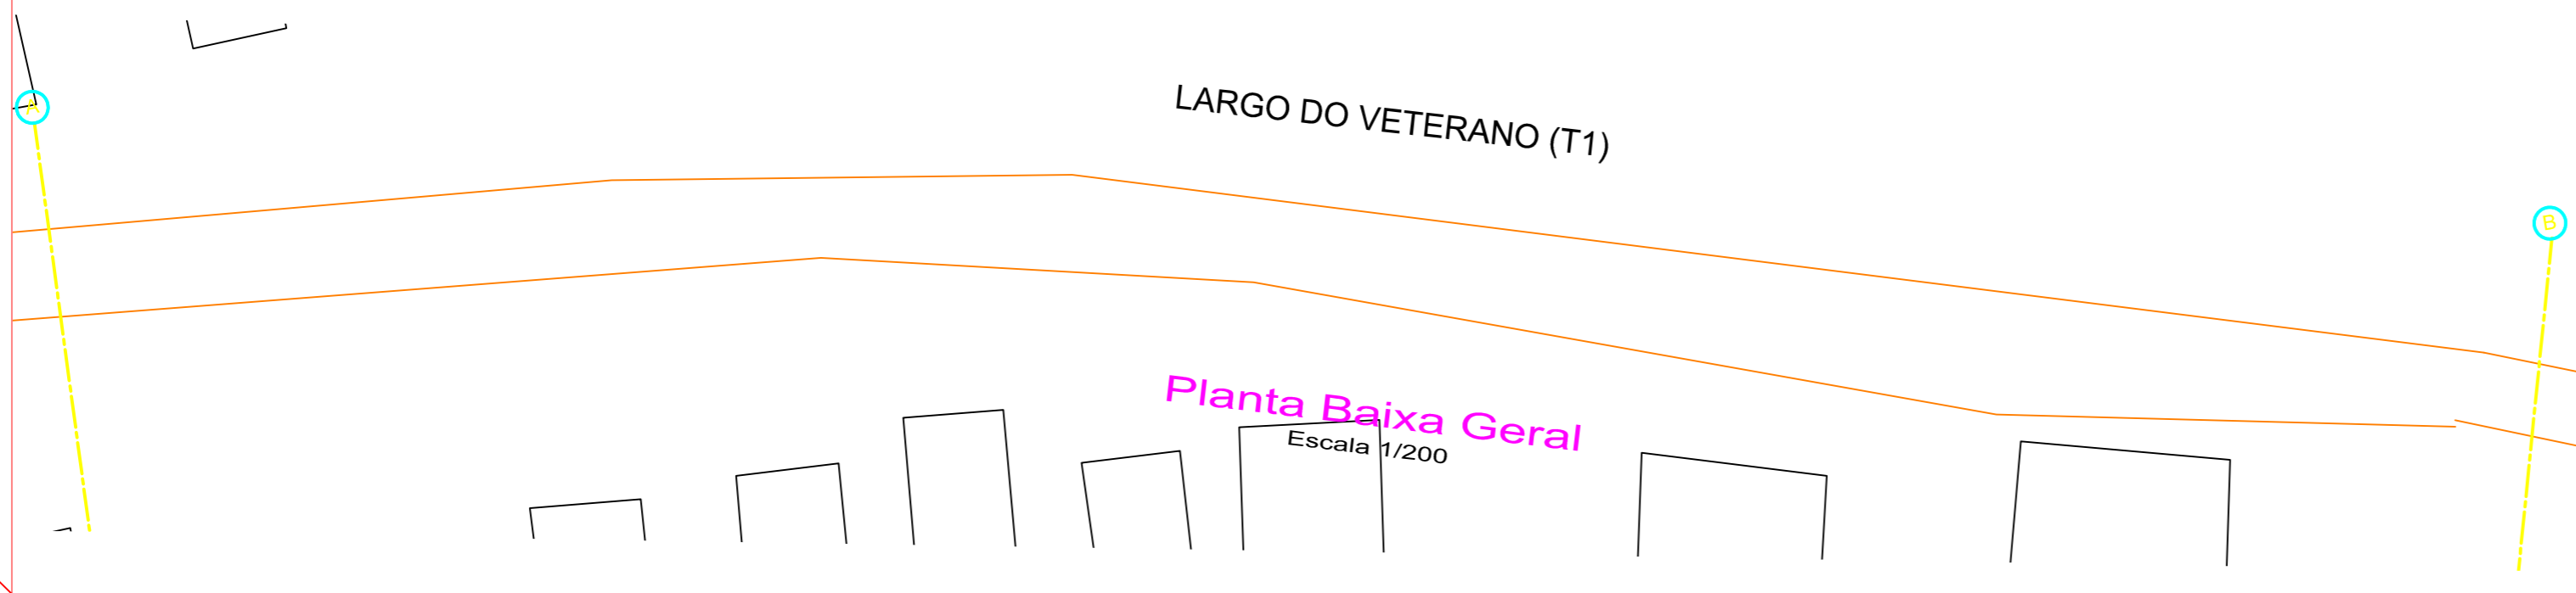 A
LARGO DO VETERANO (T1)
B
Planta Baixa Geral
Escala 1/200